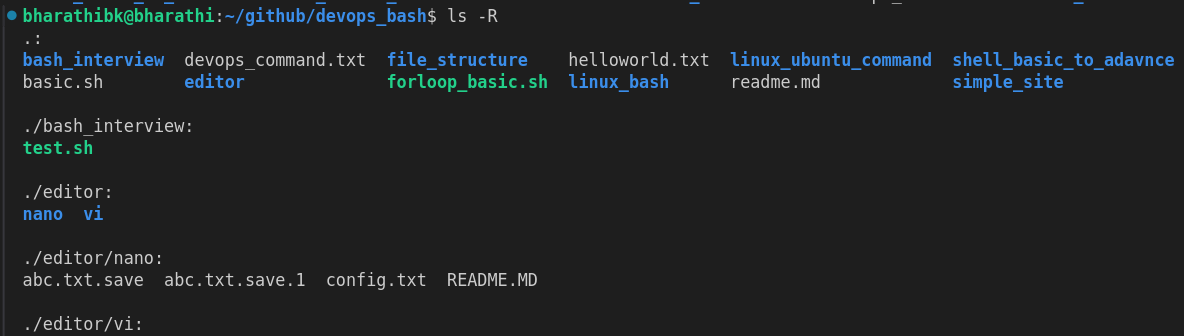 bharathibk@bharathi:~/github/devops_bash$ ls -R
.:
bash_interview  devops_command.txt  file_structure    helloworld.txt  linux_ubuntu_command  shell_basic_to_adavnce
basic.sh        editor              forloop_basic.sh  linux_bash      readme.md             simple_site

./bash_interview:
test.sh

./editor:
nano  vi

./editor/nano:
abc.txt.save  abc.txt.save.1  config.txt  README.MD

./editor/vi: